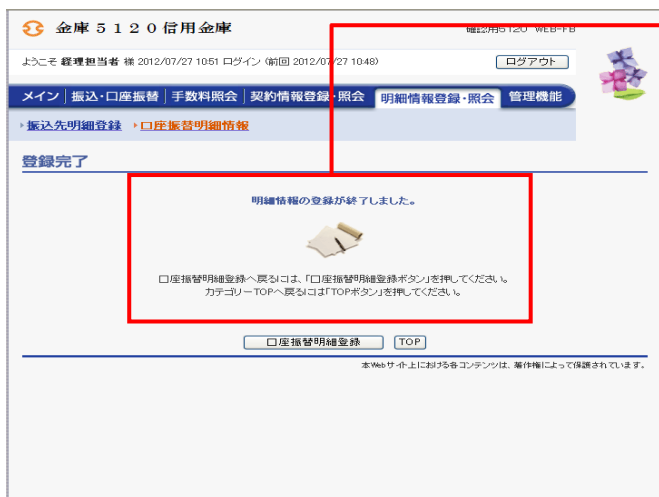 金庫５１２０信用金庫
確認用5120 WEB-FB
ようこそ 経理担当者 様 2012/07/27 1051 ログイン (前回 2012/07/27 1048)
ログアウト
メイン 振込・口座振替 手数料照会 契約情報登録・照会 明細情報登録・照会 管理機能
振込先明細登録 口座振替明細情報
登録完了
明細情報の登録が終了しました。
口座振替明細登録へ戻るには、「口座振替明細登録ボタン」を押してください。
カテゴリーTOPへ戻るには「TOPボタン」を押してください。
口座振替明細登録 TOP
本Webサイト上における各コンテンツは、著作権によって保護されています。